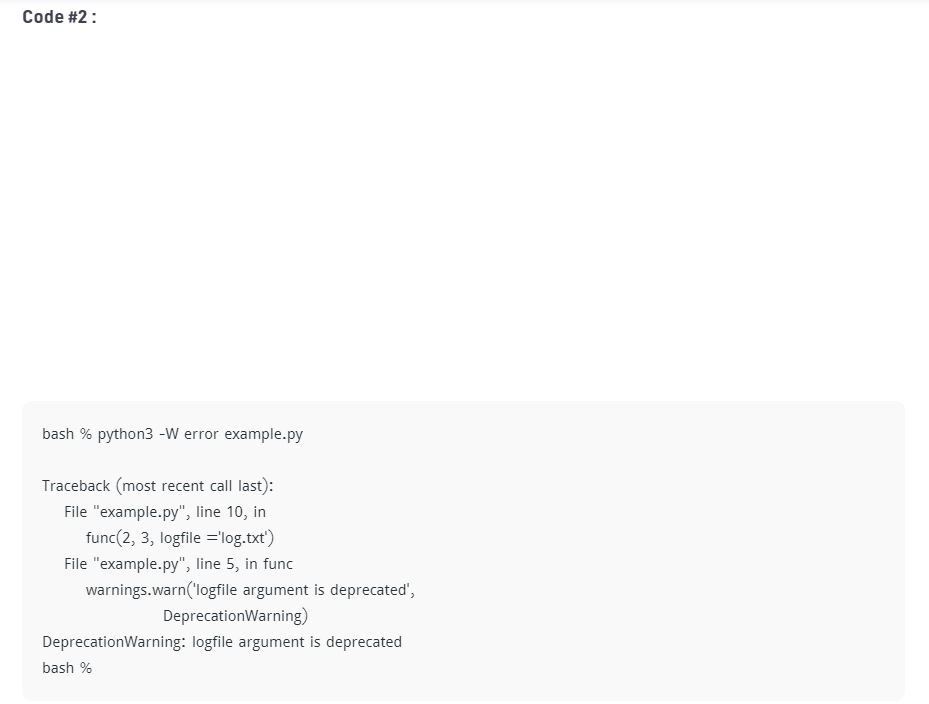 Code #2 :
bash % python3 -W error example.py
Traceback (most recent call last):
File "example.py", line 10, in
func(2, 3, logfile ='log.txt')
File "example.py", line 5, in func
warnings.warn('logfile argument is deprecated',
DeprecationWarning)
DeprecationWarning: logfile argument is deprecated
bash %